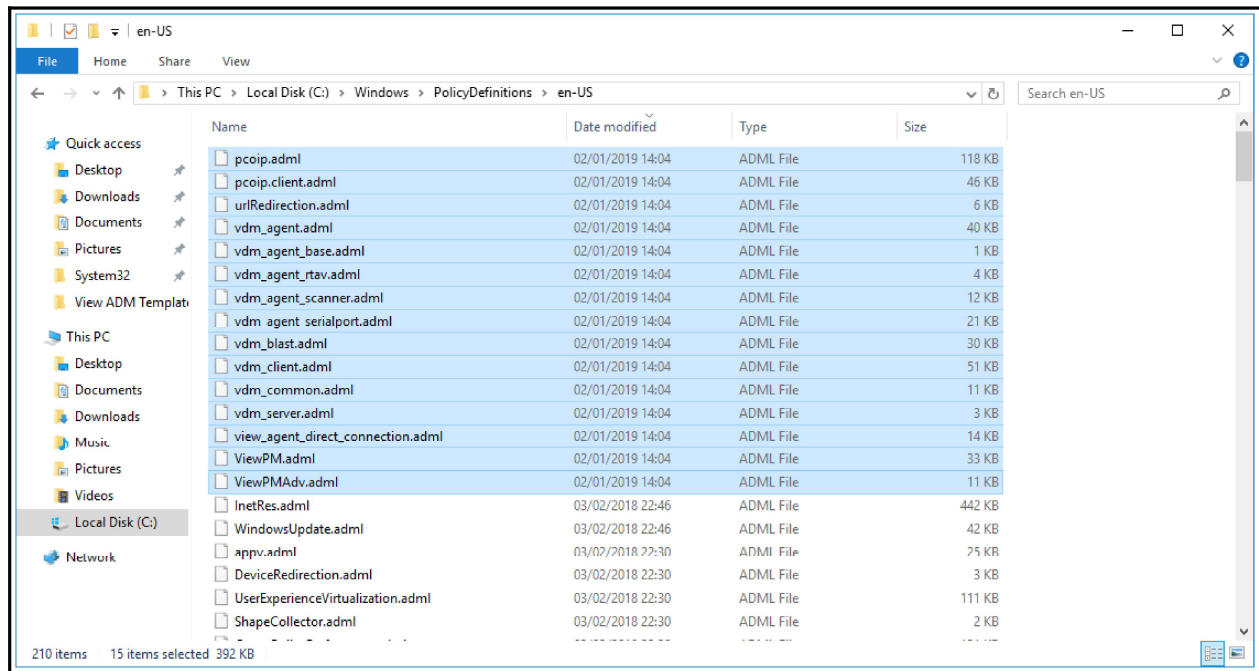 en-US
File Home Share View
This PC > Local Disk (C:) > Windows > PolicyDefinitions > en-US Search en-US
Name Date modified Type Size
Quick access
Desktop
Downloads
Documents
Pictures
System32
View ADM Templat
This PC
Desktop
Documents
Downloads
Music
Pictures
Videos
Local Disk (C:)
Network
pcoip.adml 02/01/2019 14:04 ADML File 118 KB
pcoip.client.adml 02/01/2019 14:04 ADML File 46 KB
urlRedirection.adml 02/01/2019 14:04 ADML File 6 KB
vdm_agent.adml 02/01/2019 14:04 ADML File 40 KB
vdm_agent_base.adml 02/01/2019 14:04 ADML File 1 KB
vdm_agent_rtav.adml 02/01/2019 14:04 ADML File 4 KB
vdm_agent_scanner.adml 02/01/2019 14:04 ADML File 12 KB
vdm_agent_serialport.adml 02/01/2019 14:04 ADML File 21 KB
vdm_blast.adml 02/01/2019 14:04 ADML File 30 KB
vdm_client.adml 02/01/2019 14:04 ADML File 51 KB
vdm_common.adml 02/01/2019 14:04 ADML File 11 KB
vdm_server.adml 02/01/2019 14:04 ADML File 3 KB
view_agent_direct_connection.adml 02/01/2019 14:04 ADML File 14 KB
ViewPM.adml 02/01/2019 14:04 ADML File 33 KB
ViewPMAdv.adml 02/01/2019 14:04 ADML File 11 KB
InetRes.adml 03/02/2018 22:46 ADML File 442 KB
WindowsUpdate.adml 03/02/2018 22:46 ADML File 42 KB
appv.adml 03/02/2018 22:30 ADML File 25 KB
DeviceRedirection.adml 03/02/2018 22:30 ADML File 3 KB
UserExperienceVirtualization.adml 03/02/2018 22:30 ADML File 111 KB
ShapeCollector.adml 03/02/2018 22:30 ADML File 2 KB
210 items 15 items selected 392 KB